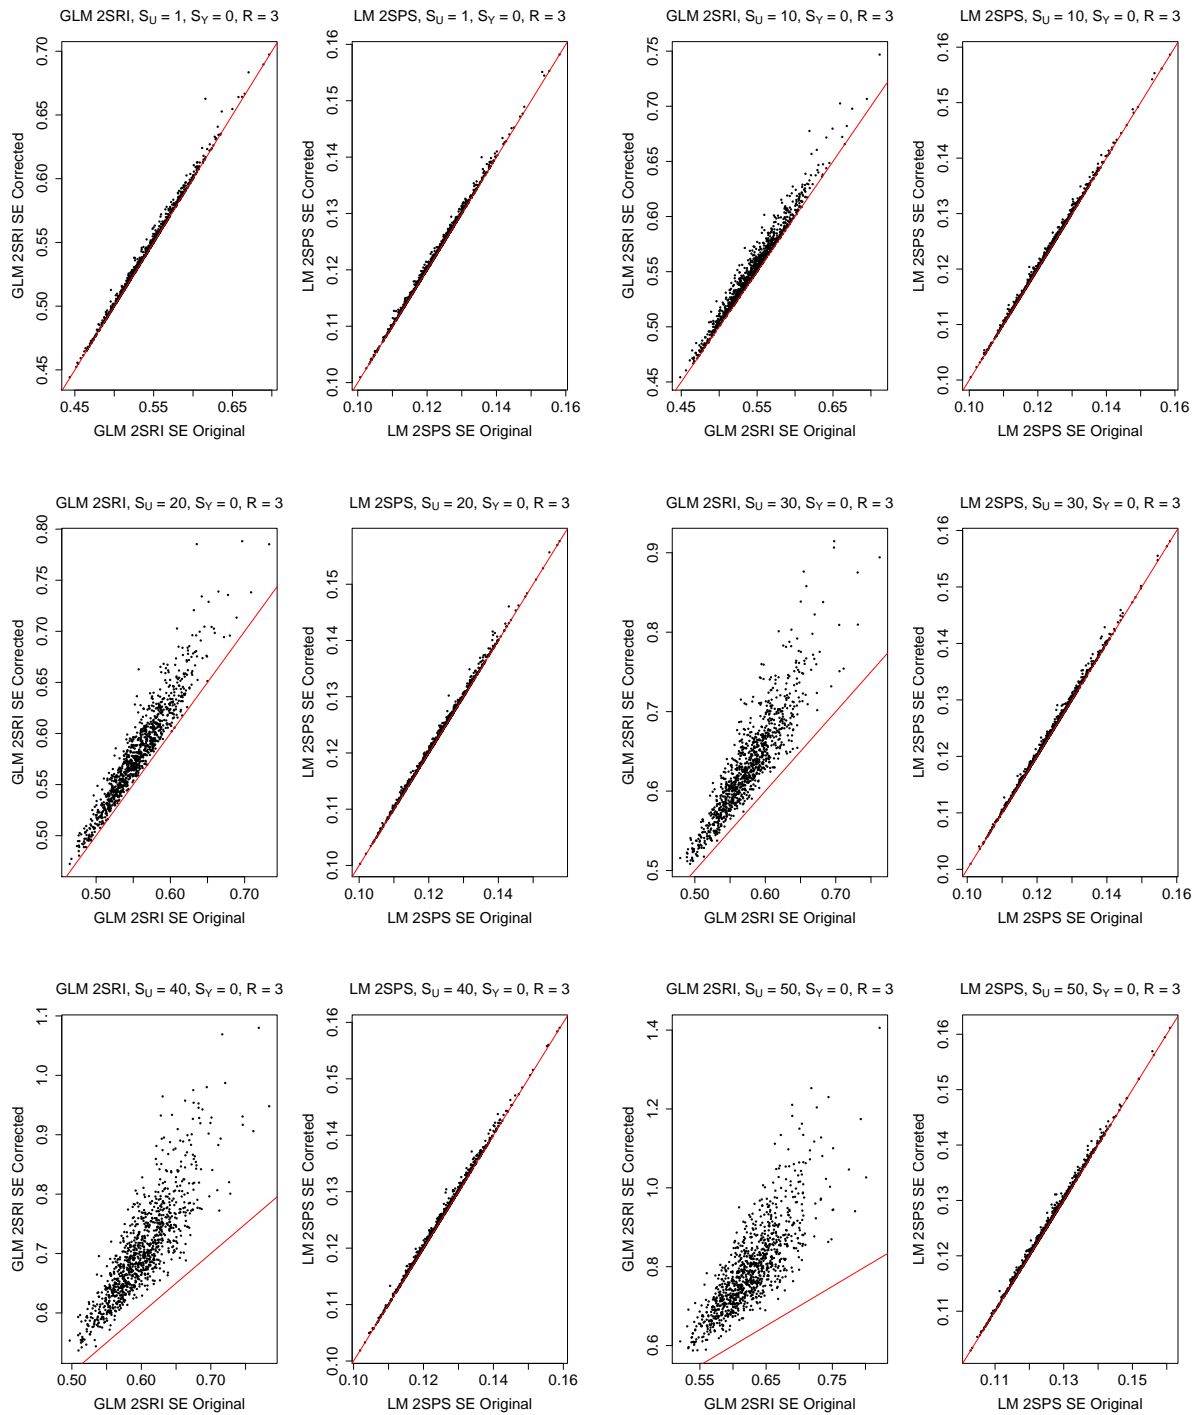 GLM 2SRI, S_U = 1, S_Y = 0, R = 3
GLM 2SRI SE Corrected
0.45 0.50 0.55 0.60 0.65 0.70
0.45 0.55 0.65
GLM 2SRI SE Original
LM 2SPS, S_U = 1, S_Y = 0, R = 3
LM 2SPS SE Correted
0.10 0.11 0.12 0.13 0.14 0.15 0.16
0.10 0.12 0.14 0.16
LM 2SPS SE Original
GLM 2SRI, S_U = 10, S_Y = 0, R = 3
GLM 2SRI SE Corrected
0.45 0.50 0.55 0.60 0.65 0.70 0.75
0.45 0.55 0.65
GLM 2SRI SE Original
LM 2SPS, S_U = 10, S_Y = 0, R = 3
LM 2SPS SE Correted
0.10 0.11 0.12 0.13 0.14 0.15 0.16
0.10 0.12 0.14 0.16
LM 2SPS SE Original
GLM 2SRI, S_U = 20, S_Y = 0, R = 3
GLM 2SRI SE Corrected
0.50 0.55 0.60 0.65 0.70 0.75 0.80
0.50 0.60 0.70
GLM 2SRI SE Original
LM 2SPS, S_U = 20, S_Y = 0, R = 3
LM 2SPS SE Correted
0.10 0.11 0.12 0.13 0.14 0.15
0.10 0.12 0.14
LM 2SPS SE Original
GLM 2SRI, S_U = 30, S_Y = 0, R = 3
GLM 2SRI SE Corrected
0.5 0.6 0.7 0.8 0.9
0.50 0.60 0.70
GLM 2SRI SE Original
LM 2SPS, S_U = 30, S_Y = 0, R = 3
LM 2SPS SE Correted
0.10 0.11 0.12 0.13 0.14 0.15 0.16
0.10 0.12 0.14 0.16
LM 2SPS SE Original
GLM 2SRI, S_U = 40, S_Y = 0, R = 3
GLM 2SRI SE Corrected
0.6 0.7 0.8 0.9 1.0 1.1
0.50 0.60 0.70
GLM 2SRI SE Original
LM 2SPS, S_U = 40, S_Y = 0, R = 3
LM 2SPS SE Correted
0.10 0.11 0.12 0.13 0.14 0.15 0.16
0.10 0.12 0.14 0.16
LM 2SPS SE Original
GLM 2SRI, S_U = 50, S_Y = 0, R = 3
GLM 2SRI SE Corrected
0.6 0.8 1.0 1.2 1.4
0.55 0.65 0.75
GLM 2SRI SE Original
LM 2SPS, S_U = 50, S_Y = 0, R = 3
LM 2SPS SE Correted
0.11 0.12 0.13 0.14 0.15 0.16
0.11 0.13 0.15
LM 2SPS SE Original